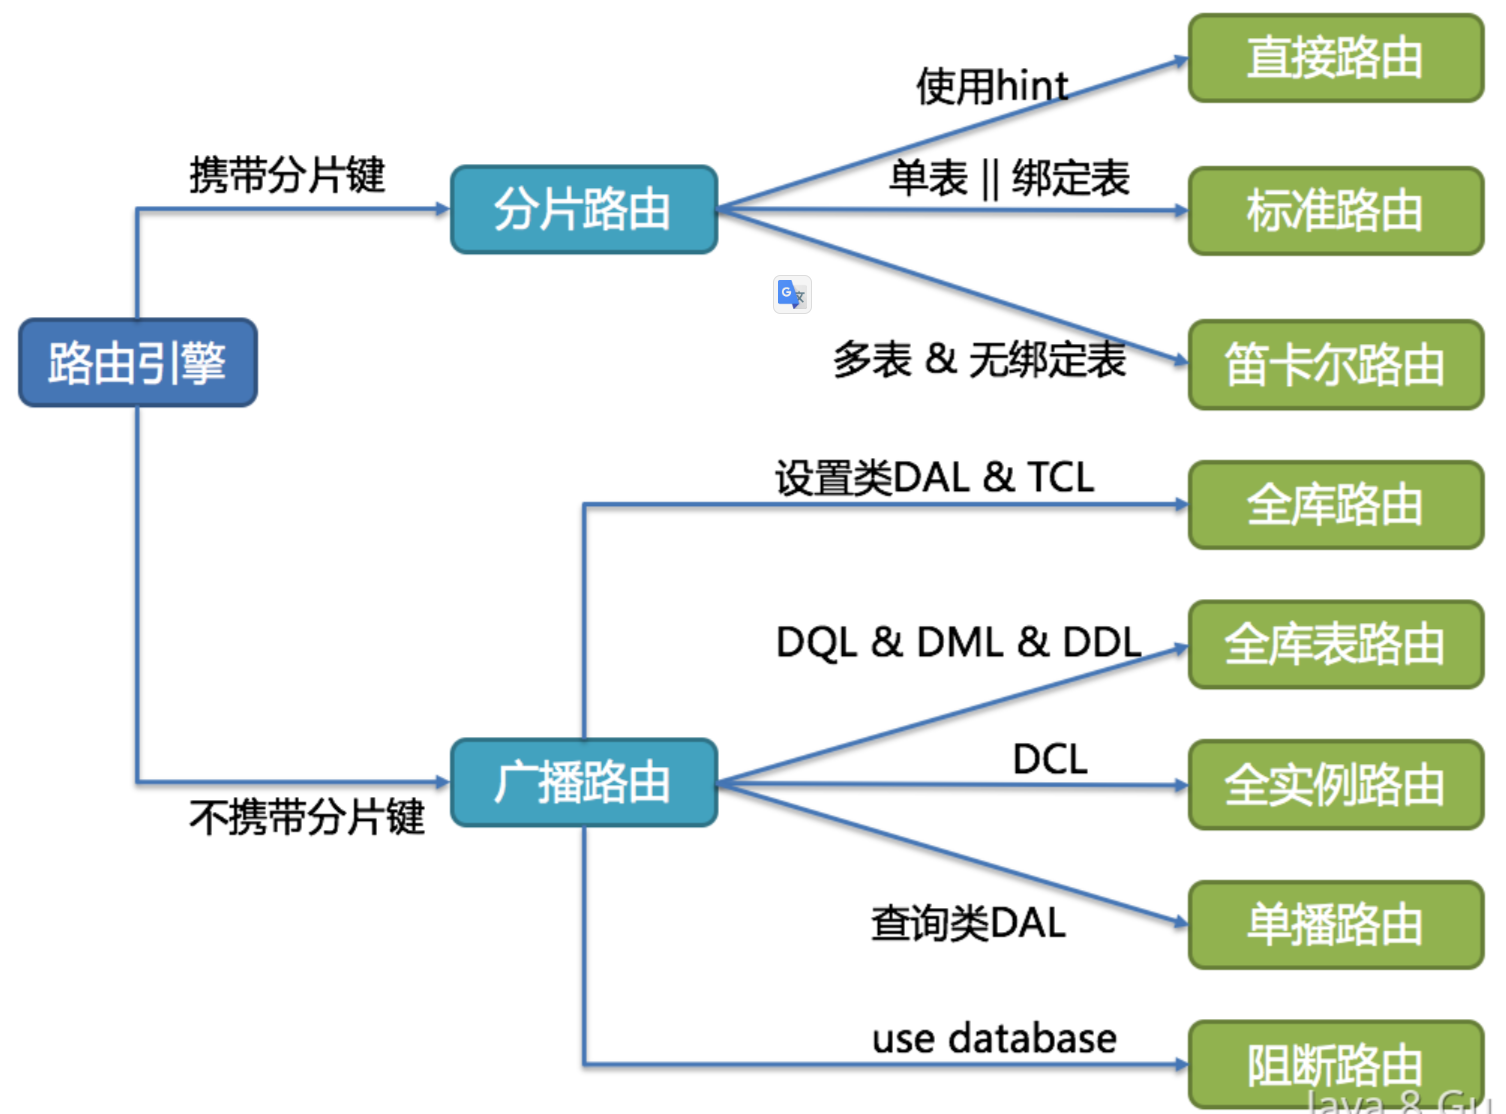 直接路由
使用hint
携带分片键
单表 || 绑定表
分片路由
标准路由
路由引擎
多表 & 无绑定表
笛卡尔路由
设置类DAL & TCL
全库路由
DQL & DML & DDL
全库表路由
DCL
广播路由
全实例路由
不携带分片键
查询类DAL
单播路由
use database
阻断路由
Java 8 Gu